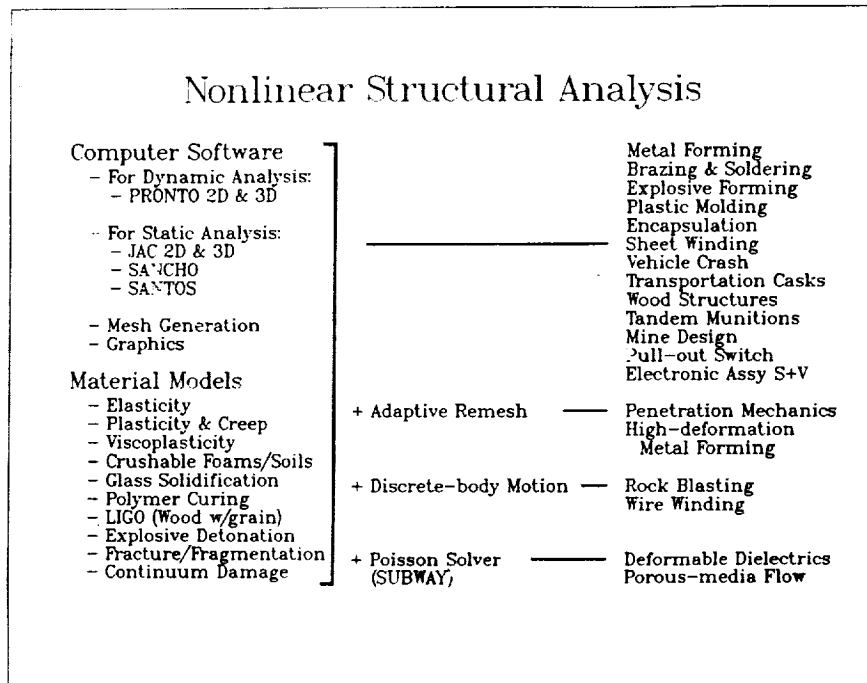 Nonlinear Structural Analysis
Computer Software
- For Dynamic Analysis:
- PRONTO 2D & 3D
- For Static Analysis:
- JAC 2D & 3D
- SANCHO
- SANTOS
- Mesh Generation
- Graphics
Material Models
- Elasticity
- Plasticity & Creep
- Viscoplasticity
- Crushable Foams/Soils
- Glass Solidification
- Polymer Curing
- LIGO (Wood w/grain)
- Explosive Detonation
- Fracture/Fragmentation
- Continuum Damage
Metal Forming
Brazing & Soldering
Explosive Forming
Plastic Molding
Encapsulation
Sheet Winding
Vehicle Crash
Transportation Casks
Wood Structures
Tandem Munitions
Mine Design
Pull-out Switch
Electronic Assy S+V
+ Adaptive Remesh
Penetration Mechanics
High-deformation
Metal Forming
+ Discrete-body Motion
Rock Blasting
Wire Winding
+ Poisson Solver
(SUBWAY)
Deformable Dielectrics
Porous-media Flow